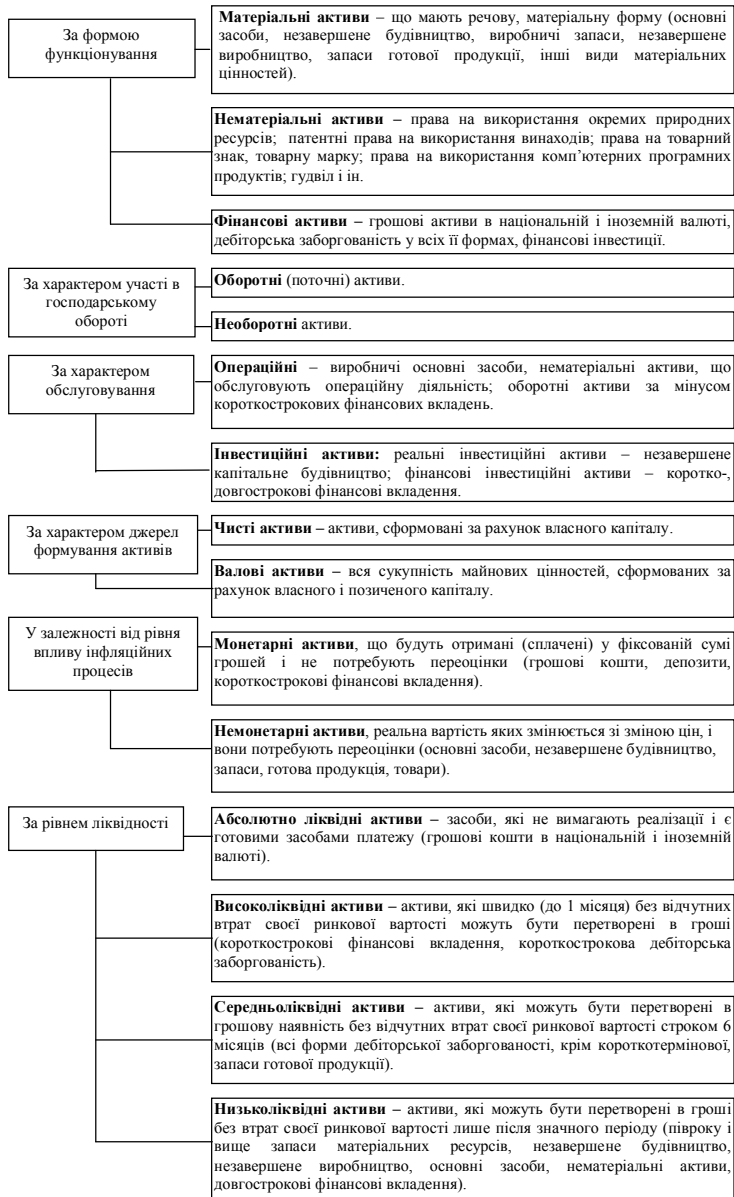 За формою
функціонування
Матеріальні активи – що мають речову, матеріальну форму (основні
засоби, незавершене будівництво, виробничі запаси, незавершене
виробництво, запаси готової продукції, інші види матеріальних
цінностей).
Нематеріальні активи – права на використання окремих природних
ресурсів; патентні права на використання винаходів; права на товарний
знак, товарну марку; права на використання комп’ютерних програмних
продуктів; гудвіл і ін.
Фінансові активи – грошові активи в національній і іноземній валюті,
дебіторська заборгованість у всіх її формах, фінансові інвестиції.
За характером участі в
господарському
обороті
Оборотні (поточні) активи.
Необоротні активи.
За характером
обслуговування
Операційні – виробничі основні засоби, нематеріальні активи, що
обслуговують операційну діяльність; оборотні активи за мінусом
короткострокових фінансових вкладень.
Інвестиційні активи: реальні інвестиційні активи – незавершене
капітальне будівництво; фінансові інвестиційні активи – коротко-,
довгострокові фінансові вкладення.
За характером джерел
формування активів
Чисті активи – активи, сформовані за рахунок власного капіталу.
Валові активи – вся сукупність майнових цінностей, сформованих за
рахунок власного і позиченого капіталу.
У залежності від рівня
впливу інфляційних
процесів
Монетарні активи, що будуть отримані (сплачені) у фіксованій сумі
грошей і не потребують переоцінки (грошові кошти, депозити,
короткострокові фінансові вкладення).
Немонетарні активи, реальна вартість яких змінюється зі зміною цін, і
вони потребують переоцінки (основні засоби, незавершене будівництво,
запаси, готова продукція, товари).
За рівнем ліквідності
Абсолютно ліквідні активи – засоби, які не вимагають реалізації і є
готовими засобами платежу (грошові кошти в національній і іноземній
валюті).
Високоліквідні активи – активи, які швидко (до 1 місяця) без відчутних
втрат своєї ринкової вартості можуть бути перетворені в гроші
(короткострокові фінансові вкладення, короткострокова дебіторська
заборгованість).
Середньоліквідні активи – активи, які можуть бути перетворені в
грошову наявність без відчутних втрат своєї ринкової вартості строком 6
місяців (всі форми дебіторської заборгованості, крім короткотермінової,
запаси готової продукції).
Низьколіквідні активи – активи, які можуть бути перетворені в гроші
без втрат своєї ринкової вартості лише після значного періоду (півроку і
вище запаси матеріальних ресурсів, незавершене будівництво,
незавершене виробництво, основні засоби, нематеріальні активи,
довгострокові фінансові вкладення).